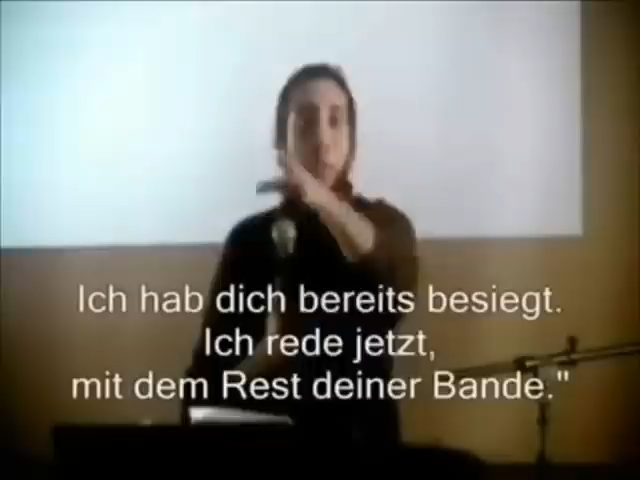 Ich hab dich bereits besiegt.
Ich rede jetzt,
mit dem Rest deiner Bande."